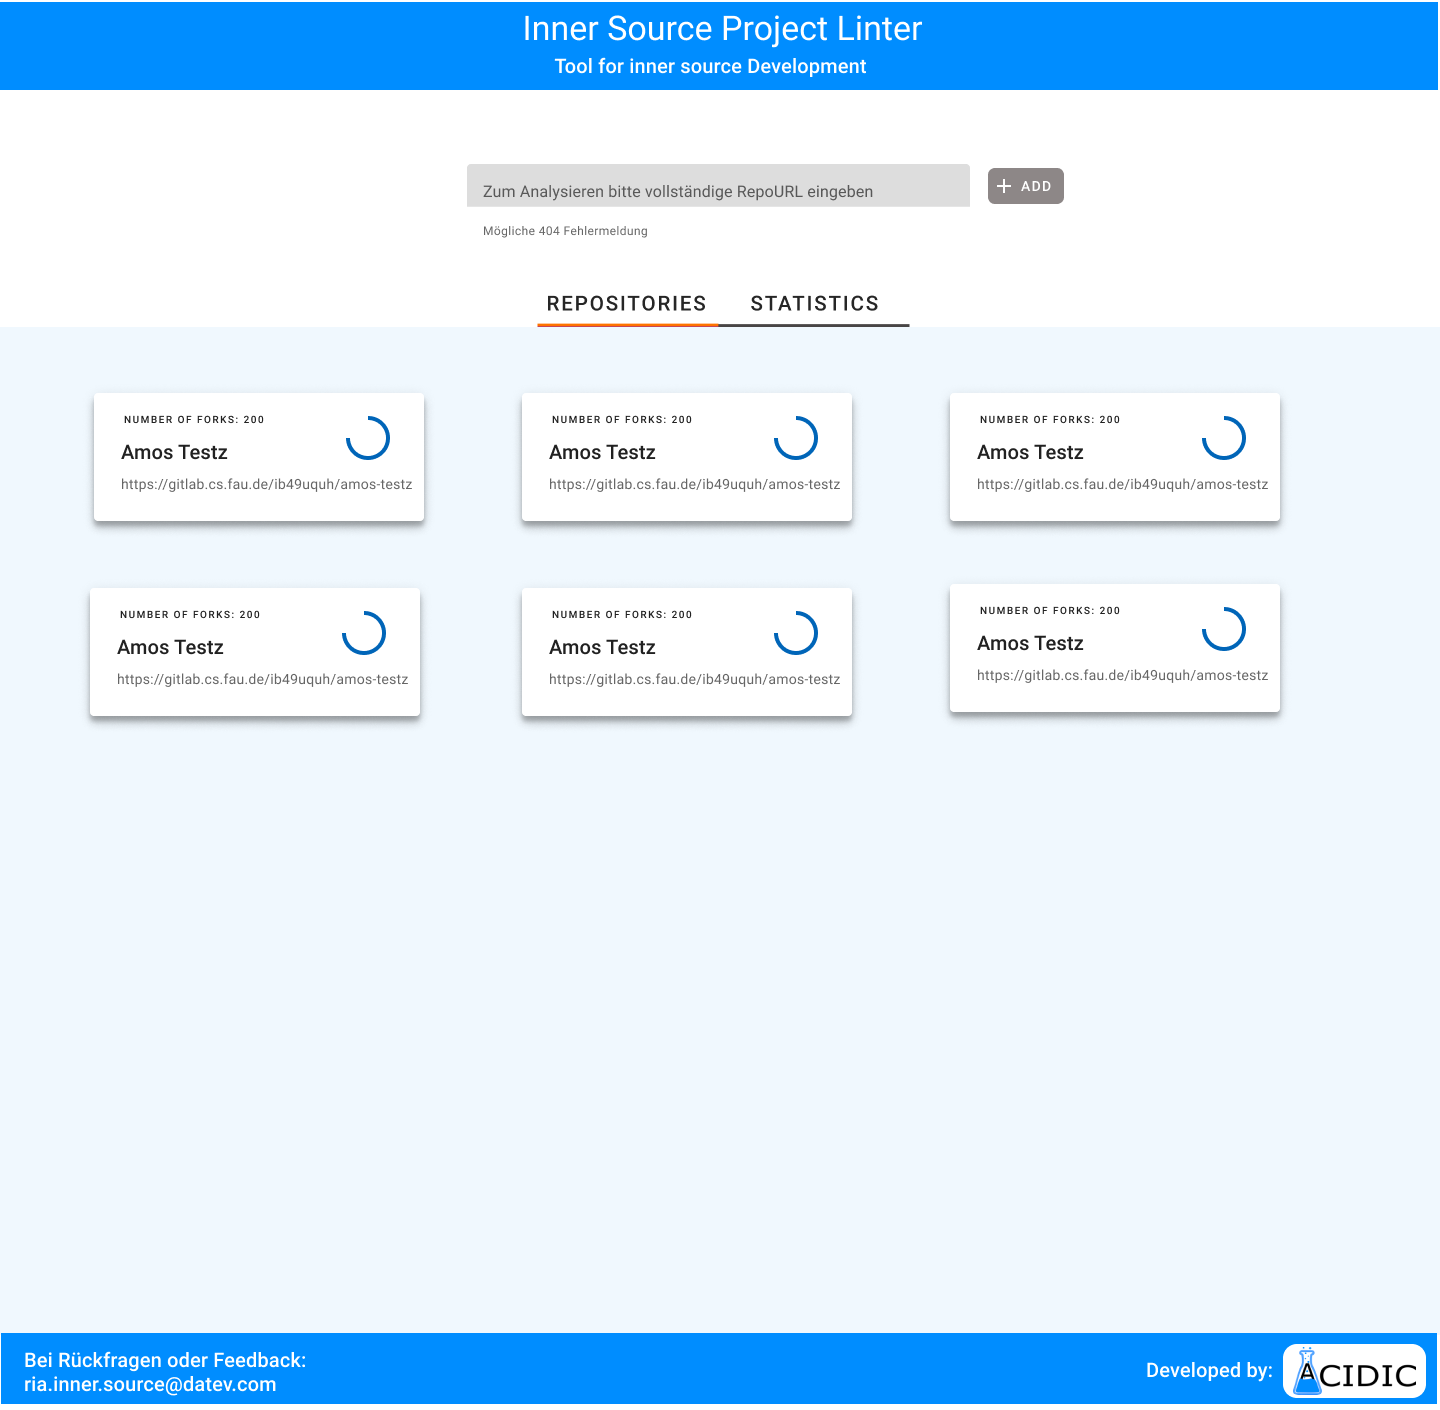 Inner Source Project Linter
Tool for inner source Development
Zum Analysieren bitte vollständige RepoURL eingeben
ADD
Mögliche 404 Fehlermeldung
REPOSITORIES STATISTICS
NUMBER OF FORKS: 200
Amos Testz
https://gitlab.cs.fau.de/ib49uquh/amos-testz
NUMBER OF FORKS: 200
Amos Testz
https://gitlab.cs.fau.de/ib49uquh/amos-testz
NUMBER OF FORKS: 200
Amos Testz
https://gitlab.cs.fau.de/ib49uquh/amos-testz
NUMBER OF FORKS: 200
Amos Testz
https://gitlab.cs.fau.de/ib49uquh/amos-testz
NUMBER OF FORKS: 200
Amos Testz
https://gitlab.cs.fau.de/ib49uquh/amos-testz
NUMBER OF FORKS: 200
Amos Testz
https://gitlab.cs.fau.de/ib49uquh/amos-testz
Bei Rückfragen oder Feedback:
ria.inner.source@datev.com
Developed by:
ACIDIC